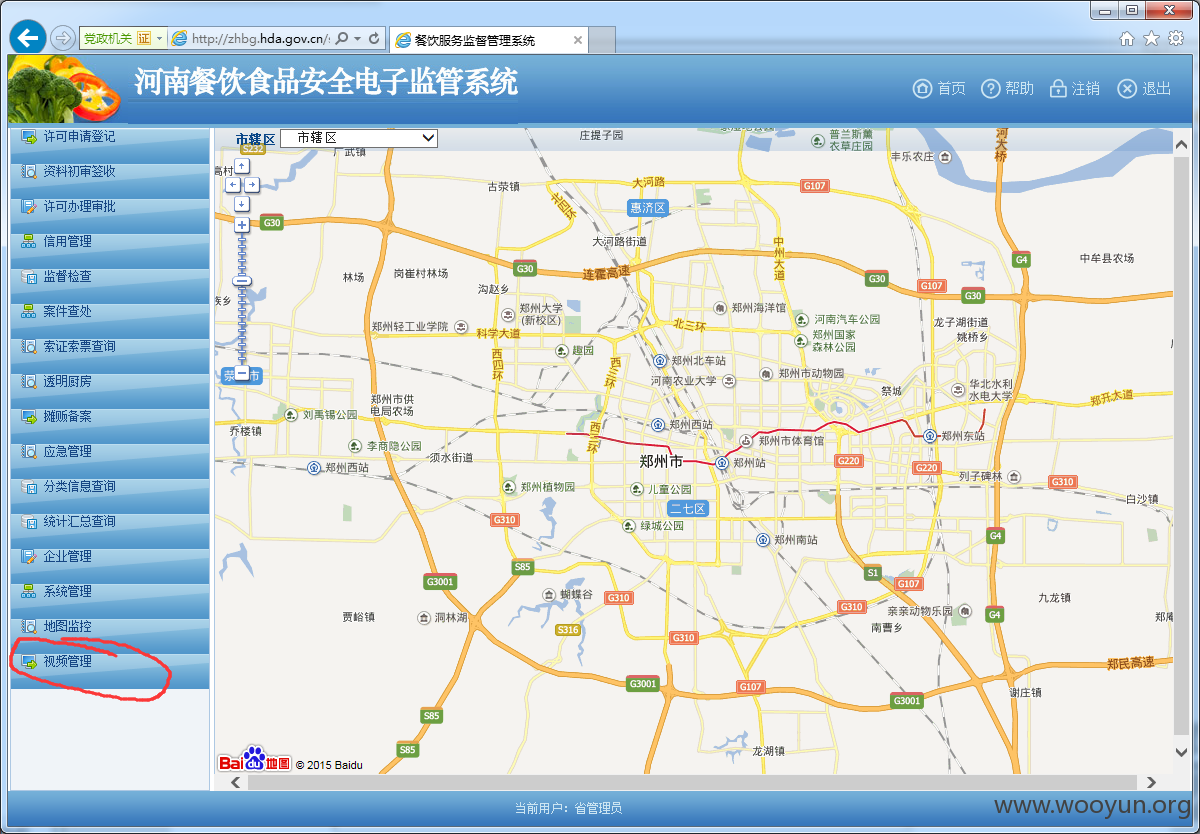 党政机关 证 http://zhbg.hda.gov.cn/ 餐饮服务监督管理系统
河南餐饮食品安全电子监管系统
首页 帮助 注销 退出
许可申请登记
资料初审签收
许可办理审批
信用管理
监督检查
案件查处
索证索票查询
透明厨房
摊贩备案
应急管理
分类信息查询
统计汇总查询
企业管理
系统管理
地图监控
视频管理
市辖区 市辖区
庄提子园
普兰斯薰
衣草庄园
丰乐农庄
河大桥
S232
广武镇
高村
古荥镇
大河路
G107
北四环
惠济区
G30
大河路街道
中州大道
G4
中牟县农场
林场
岗崔村林场
G30
连霍高速
G30
G107
G30
沟赵乡
族乡
郑州大学
(新校区)
郑州海洋馆
河南汽车公园
龙子湖街道
郑州轻工业学院
科学大道
北三环
郑州国家
森林公园
姚桥乡
趣园
西四环
西三环
郑州北车站
河南农业大学
郑州市动物园
祭城
华北水利
水电大学
郑开大道
郑州市供
电局农场
刘禹锡公园
乔楼镇
李商隐公园
西三环
郑州西站
郑州市体育馆
郑州东站
须水街道
郑州市
郑州站
G220
G220
郑州西站
列子碑林
G310
郑州植物园
儿童公园
白沙镇
二七区
G310
绿城公园
郑州南站
G4
S85
S1
G3001
G107
蝴蝶谷
G310
G310
亲亲动物乐园
九龙镇
G4
贾峪镇
洞林湖
S316
南曹乡
郑庵
G310
郑民高速
G3001
G107
谢庄镇
G3001
S85
S85
龙湖镇
Bai du 地图 © 2015 Baidu
当前用户：省管理员
www.wooyun.org